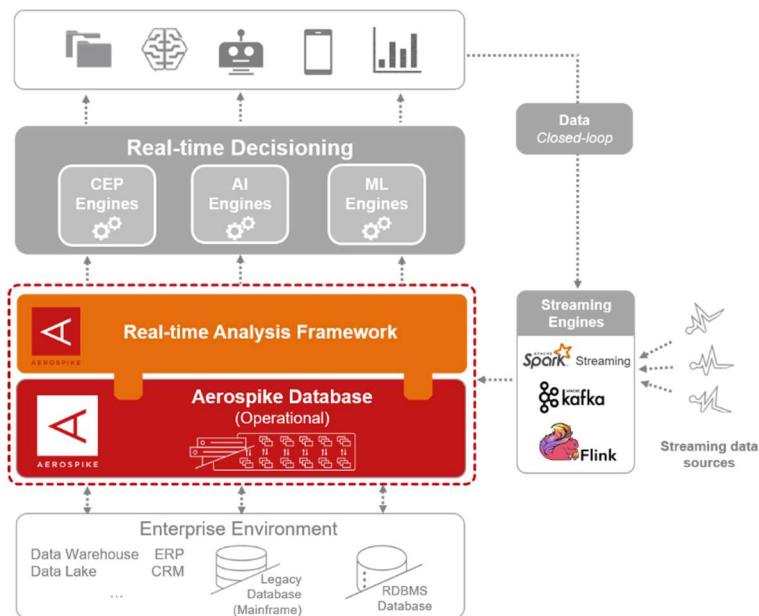 Data
Closed-loop
Real-time Decisioning
CEP
Engines
AI
Engines
ML
Engines
AEROSPIKE
Real-time Analysis Framework
AEROSPIKE
Aerospike Database
(Operational)
Streaming
Engines
APACHE
Spark Streaming
APACHE
kafka
Flink
Streaming data
sources
Enterprise Environment
Data Warehouse ERP
Data Lake CRM
...
Legacy
Database
(Mainframe)
RDBMS
Database